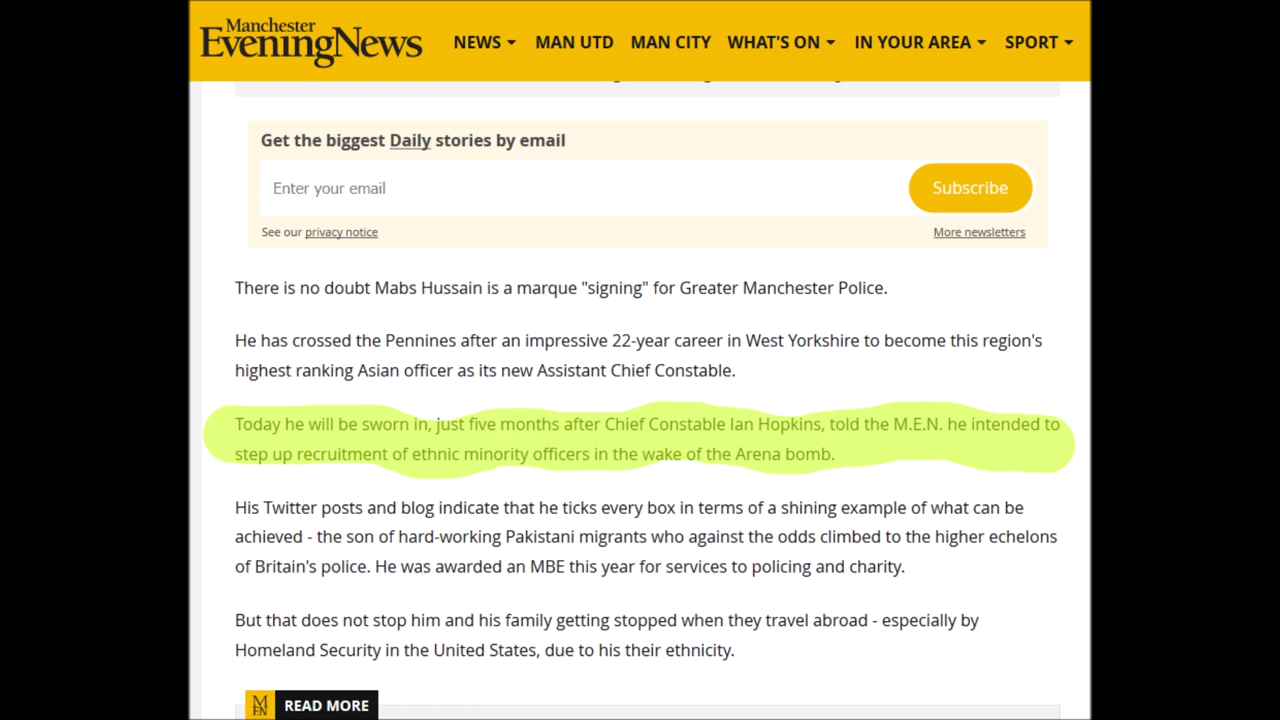 Manchester
Evening News
NEWS MAN UTD MAN CITY WHAT'S ON IN YOUR AREA SPORT
Get the biggest Daily stories by email
Enter your email
Subscribe
See our privacy notice
More newsletters
There is no doubt Mabs Hussain is a marque "signing" for Greater Manchester Police.
He has crossed the Pennines after an impressive 22-year career in West Yorkshire to become this region's
highest ranking Asian officer as its new Assistant Chief Constable.
Today he will be sworn in, just five months after Chief Constable Ian Hopkins, told the M.E.N. he intended to
step up recruitment of ethnic minority officers in the wake of the Arena bomb.
His Twitter posts and blog indicate that he ticks every box in terms of a shining example of what can be
achieved - the son of hard-working Pakistani migrants who against the odds climbed to the higher echelons
of Britain's police. He was awarded an MBE this year for services to policing and charity.
But that does not stop him and his family getting stopped when they travel abroad - especially by
Homeland Security in the United States, due to his their ethnicity.
MEN READ MORE